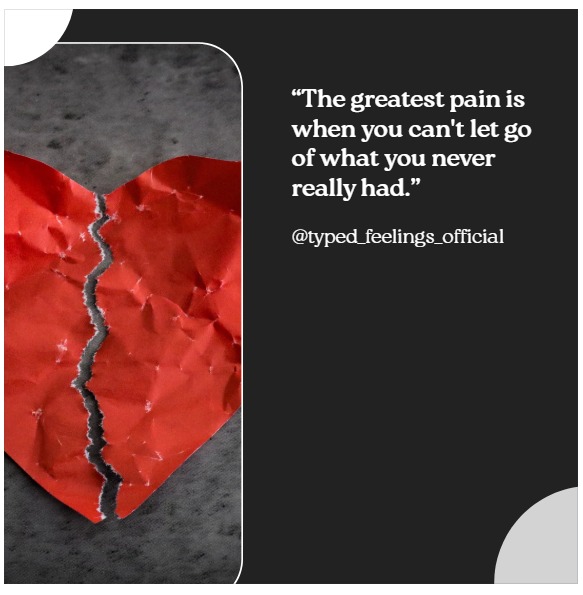 “The greatest pain is
when you can't let go
of what you never
really had.”
@typed_feelings_official